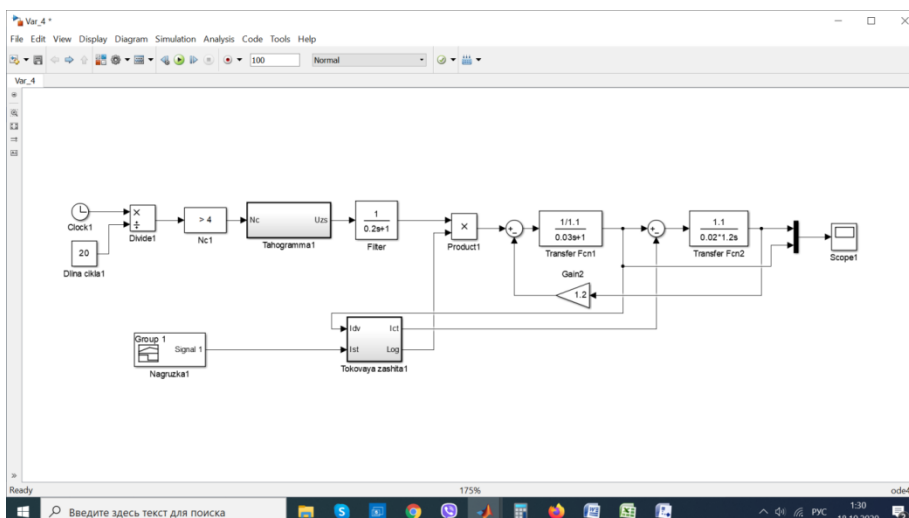 Var_4 *
File Edit View Display Diagram Simulation Analysis Code Tools Help
100 Normal
Var_4
Clock1
20
Dlina cikla1
×
÷
Divide1
> 4
Nc1
Nc Uzs
Tahogramma1
1
0.2s+1
Filter
×
Product1
1/1.1
0.03s+1
Transfer Fcn1
1.1
0.02*1.2s
Transfer Fcn2
Scope1
Gain2
1.2
Group 1
Signal 1
Nagruzka1
Idv Ict
Ist Log
Tokovaya zashita1
Ready 175% ode4
Введите здесь текст для поиска
РУС
1:30